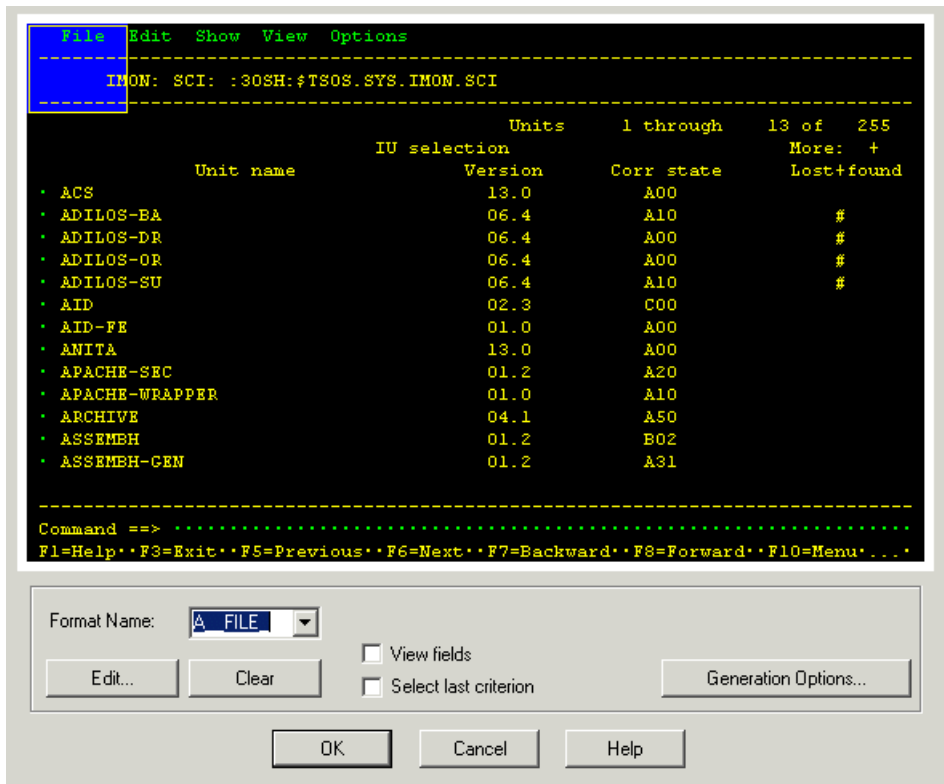 File Edit Show View Options
--------------------------------------------------------------------------------
IMON: SCI: :3OSH:$TSOS.SYS.IMON.SCI
--------------------------------------------------------------------------------
Units 1 through 13 of 255
IU selection More: +
Unit name Version Corr state Lost+found
· ACS 13.0 A00
· ADILOS-BA 06.4 A10 #
· ADILOS-DR 06.4 A00 #
· ADILOS-OR 06.4 A00 #
· ADILOS-SU 06.4 A10 #
· AID 02.3 C00
· AID-FE 01.0 A00
· ANITA 13.0 A00
· APACHE-SEC 01.2 A20
· APACHE-WRAPPER 01.0 A10
· ARCHIVE 04.1 A50
· ASSEMBH 01.2 B02
· ASSEMBH-GEN 01.2 A31
--------------------------------------------------------------------------------
Command ==> ···································································
F1=Help··F3=Exit··F5=Previous··F6=Next··F7=Backward··F8=Forward··F10=Menu·...·
Format Name: A__FILE_
View fields
Edit... Clear Select last criterion Generation Options...
OK Cancel Help